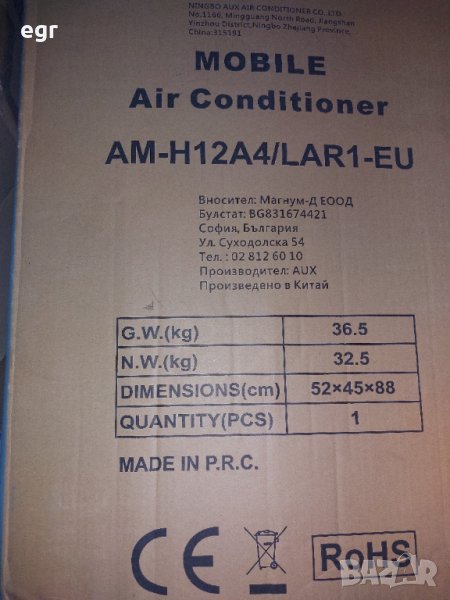 egr
NINGBO AUX AIR CONDITIONER CO., LTD.
No.1166, Mingguang North Road, Jiangshan
Yinzhou District, Ningbo Zhejiang Province,
China:315191
MOBILE
Air Conditioner
AM-H12A4/LAR1-EU
Вносител: Магнум-Д ЕООД
Булстат: BG831674421
София, България
Ул. Суходолска 54
Тел. : 02 812 60 10
Производител: AUX
Произведено в Китай
G.W.(kg) 36.5
N.W.(kg) 32.5
DIMENSIONS(cm) 52×45×88
QUANTITY(PCS) 1
MADE IN P.R.C.
CE RoHS
BAZAR